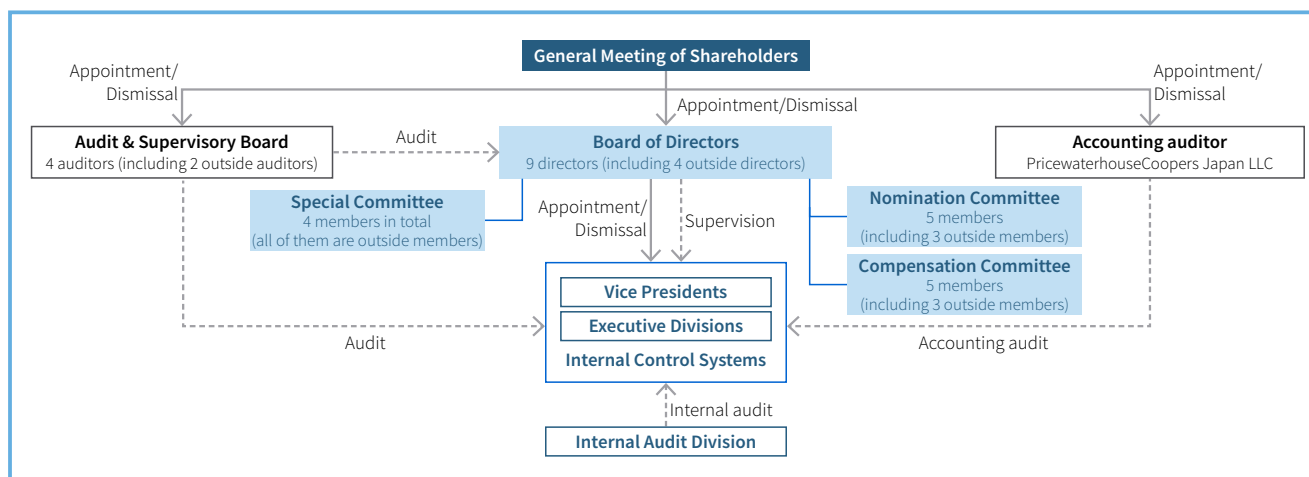 General Meeting of Shareholders
Appointment/
Dismissal
Appointment/Dismissal
Appointment/
Dismissal
Audit & Supervisory Board
4 auditors (including 2 outside auditors)
Audit
Board of Directors
9 directors (including 4 outside directors)
Accounting auditor
PricewaterhouseCoopers Japan LLC
Special Committee
4 members in total
(all of them are outside members)
Appointment/
Dismissal
Supervision
Nomination Committee
5 members
(including 3 outside members)
Compensation Committee
5 members
(including 3 outside members)
Vice Presidents
Executive Divisions
Internal Control Systems
Audit
Accounting audit
Internal audit
Internal Audit Division